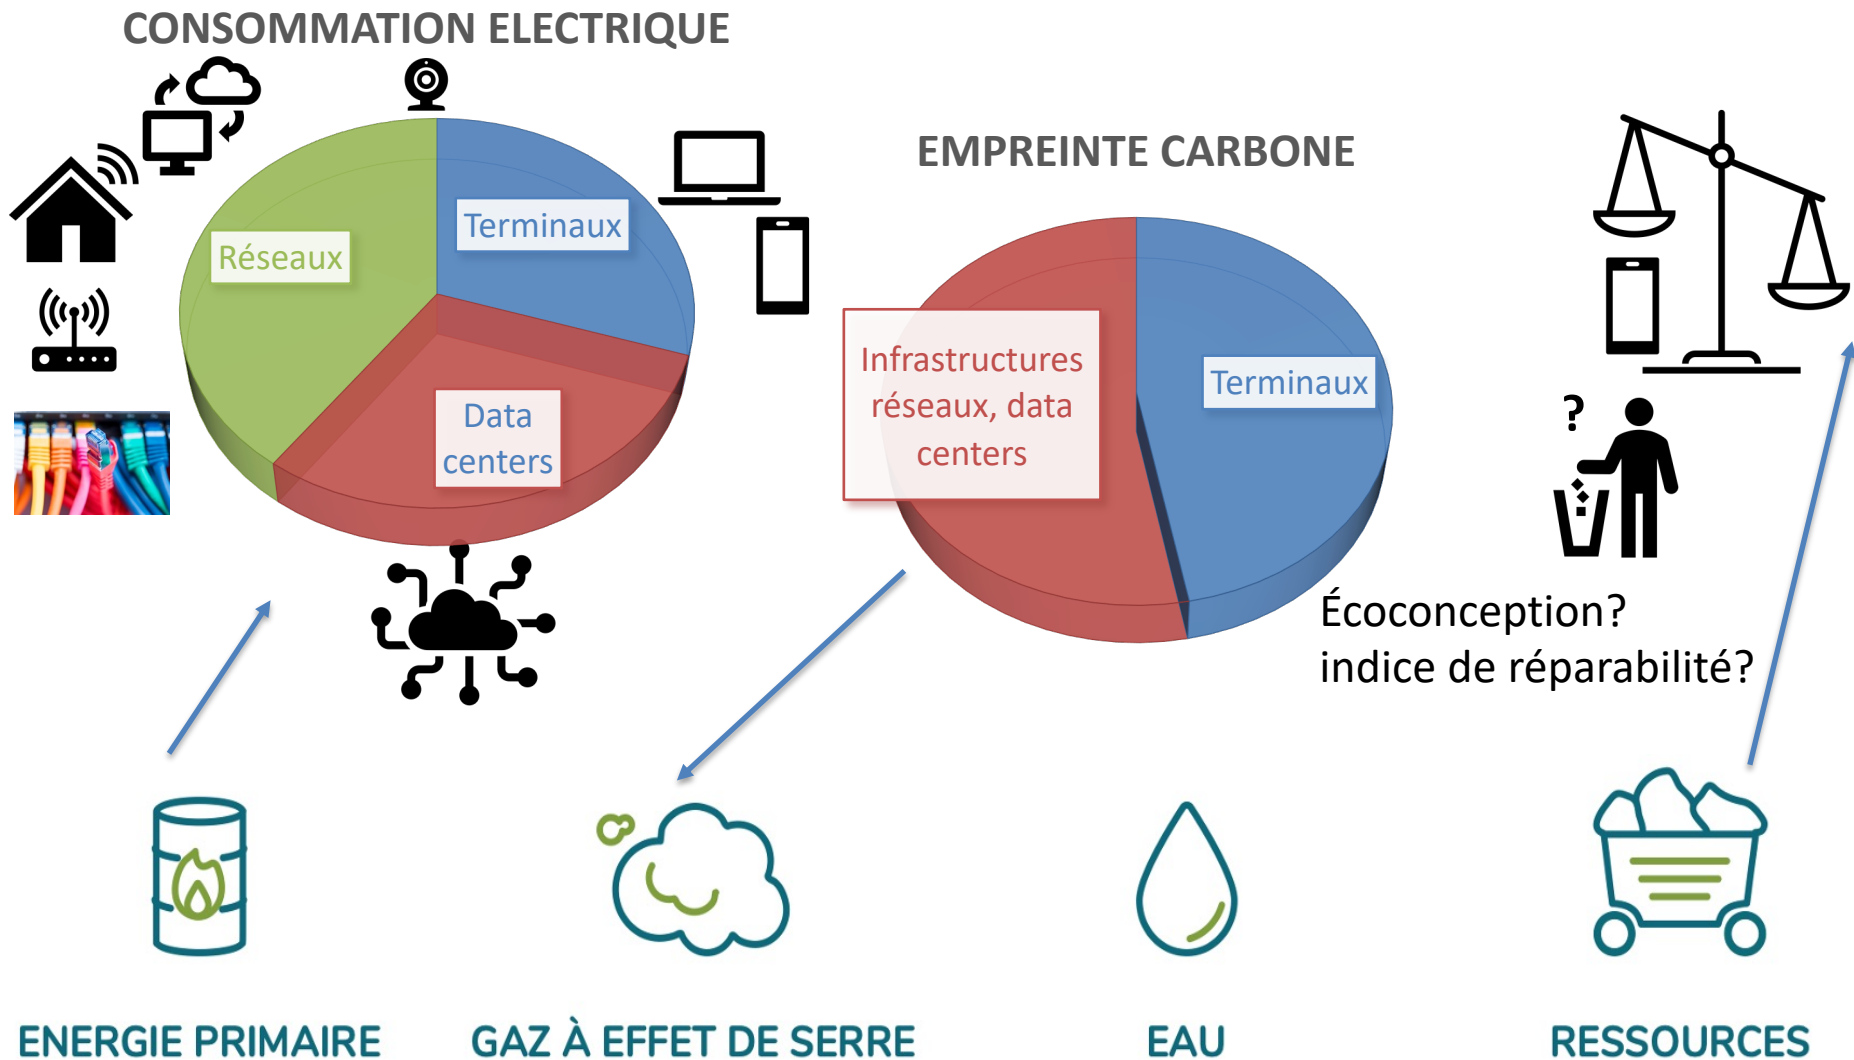 CONSOMMATION ELECTRIQUE
EMPREINTE CARBONE
Terminaux
Réseaux
Data
centers
Infrastructures
réseaux, data
centers
Terminaux
?
Écoconception?
indice de réparabilité?
ENERGIE PRIMAIRE
GAZ À EFFET DE SERRE
EAU
RESSOURCES